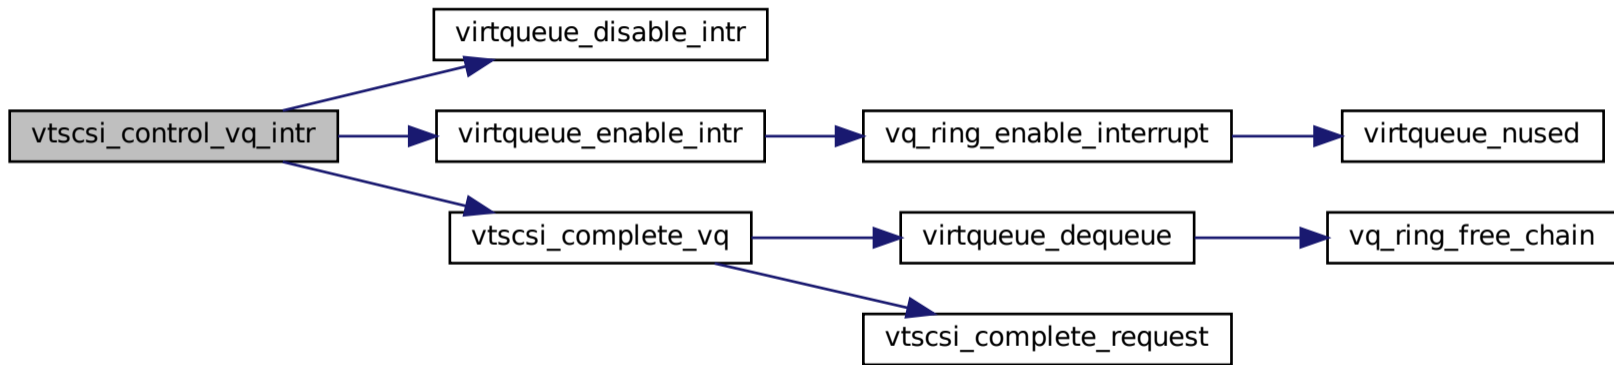 virtqueue_disable_intr
vtscsi_control_vq_intr
virtqueue_enable_intr
vq_ring_enable_interrupt
virtqueue_nused
vtscsi_complete_vq
virtqueue_dequeue
vq_ring_free_chain
vtscsi_complete_request